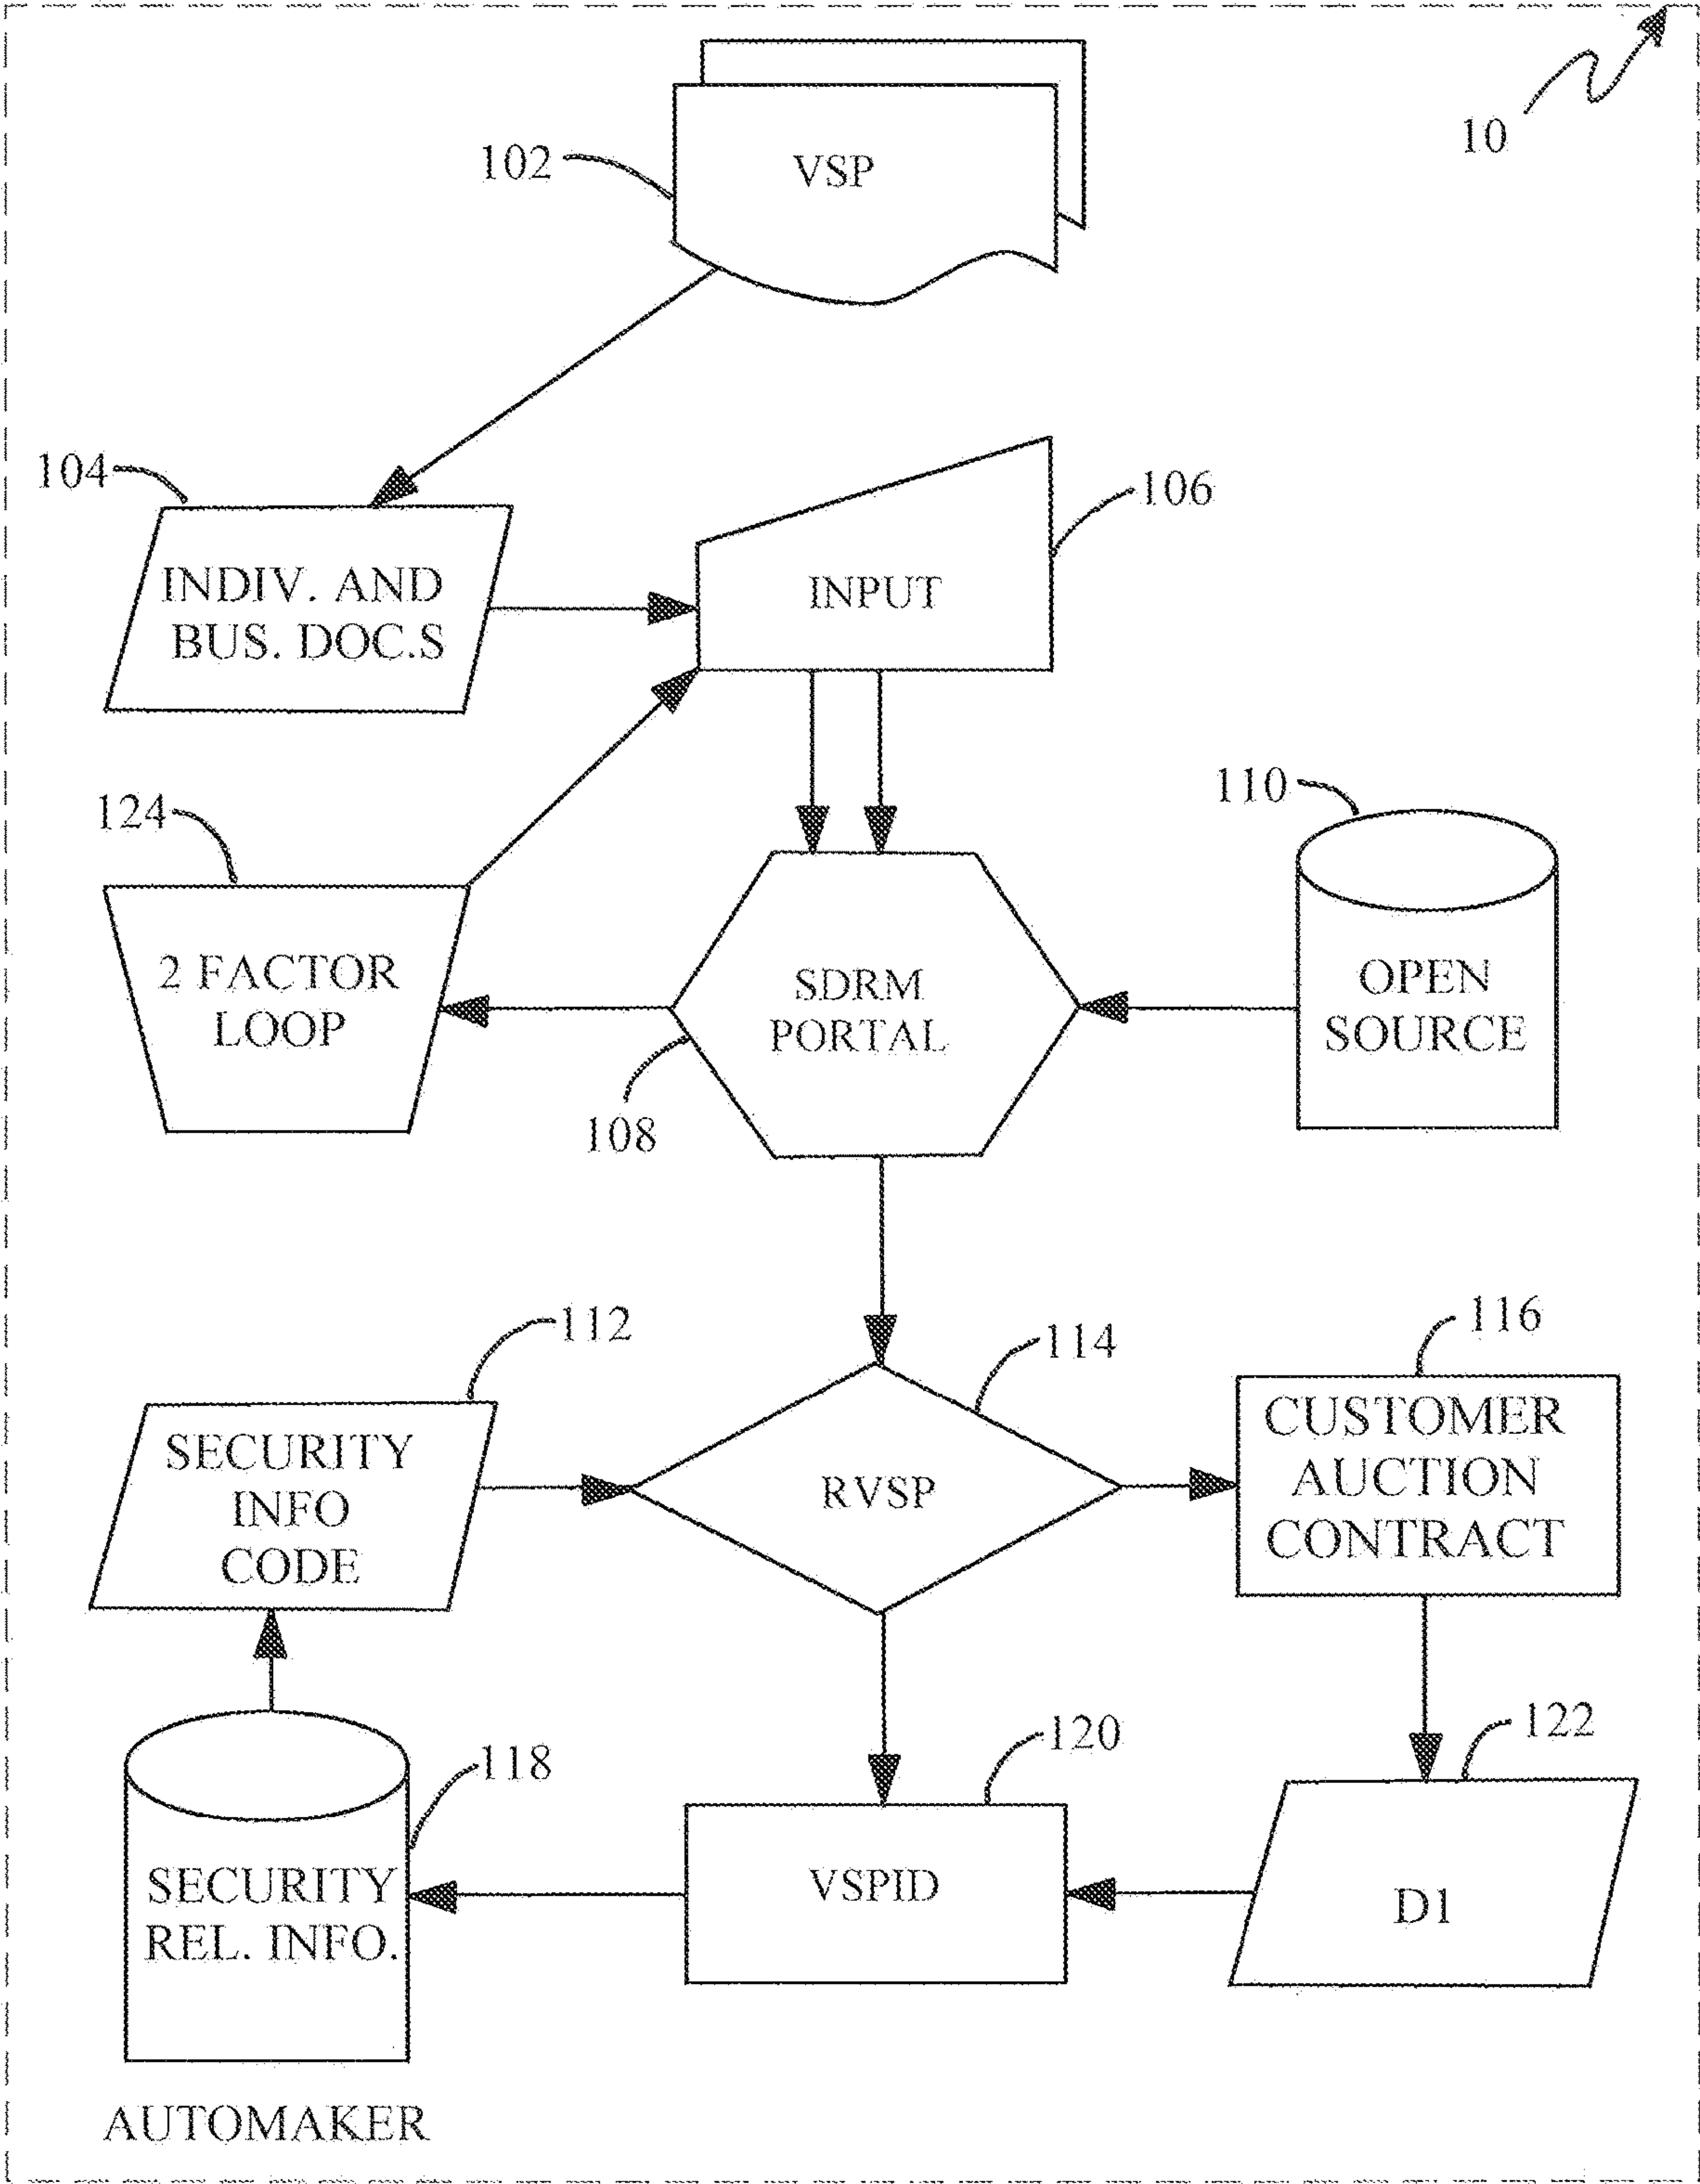 10
102
VSP
104
106
INDIV. AND
BUS. DOC.S
INPUT
124
110
2 FACTOR
LOOP
SDRM
PORTAL
OPEN
SOURCE
108
112
114
116
SECURITY
INFO
CODE
RVSP
CUSTOMER
AUCTION
CONTRACT
118
120
122
SECURITY
REL. INFO.
VSPID
D1
AUTOMAKER